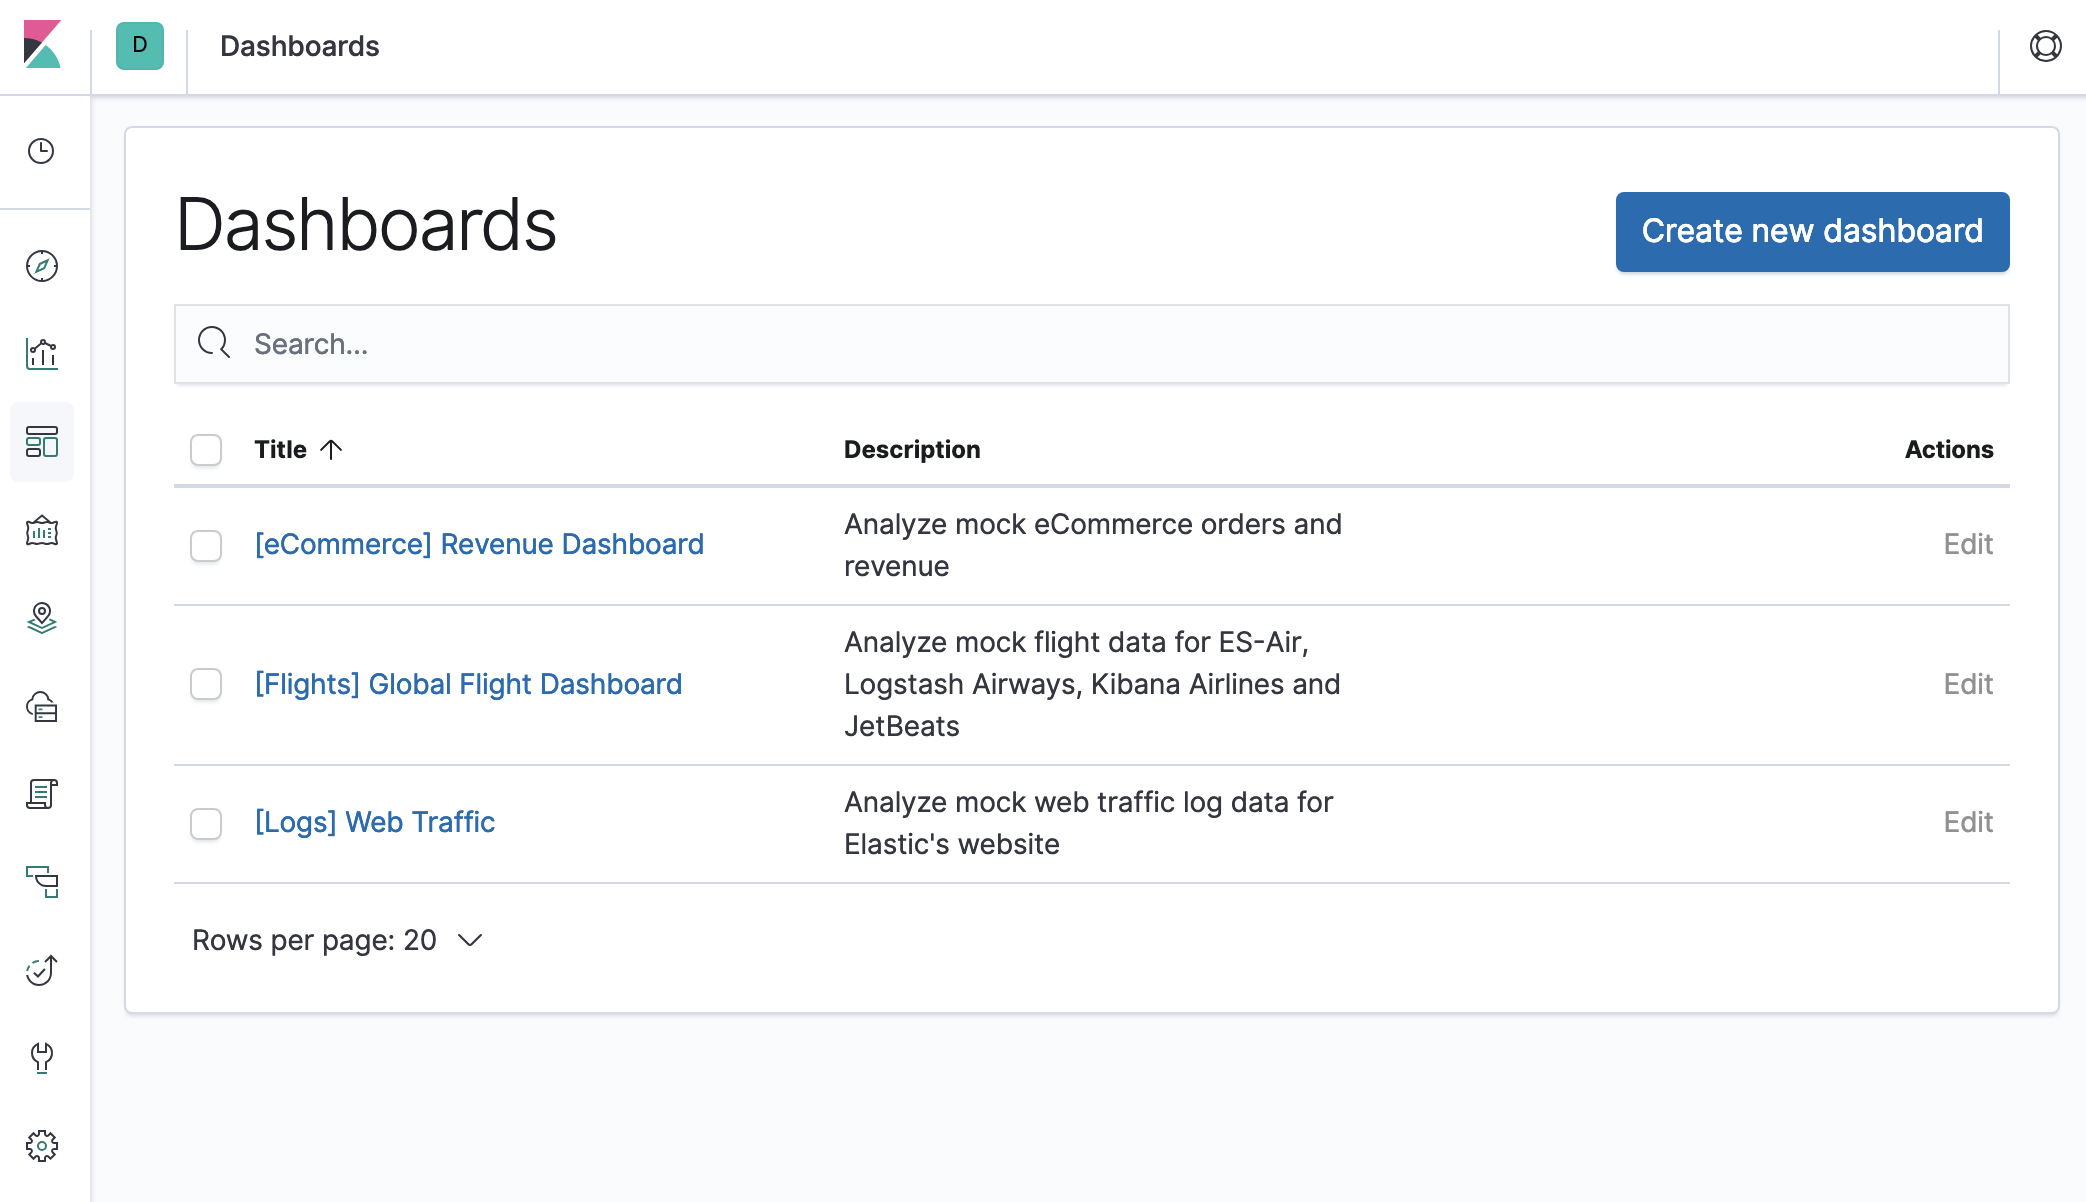 D
Dashboards
Dashboards
Create new dashboard
Search...
Title
Description
Actions
[eCommerce] Revenue Dashboard
Analyze mock eCommerce orders and
revenue
Edit
[Flights] Global Flight Dashboard
Analyze mock flight data for ES-Air,
Logstash Airways, Kibana Airlines and
JetBeats
Edit
[Logs] Web Traffic
Analyze mock web traffic log data for
Elastic's website
Edit
Rows per page: 20